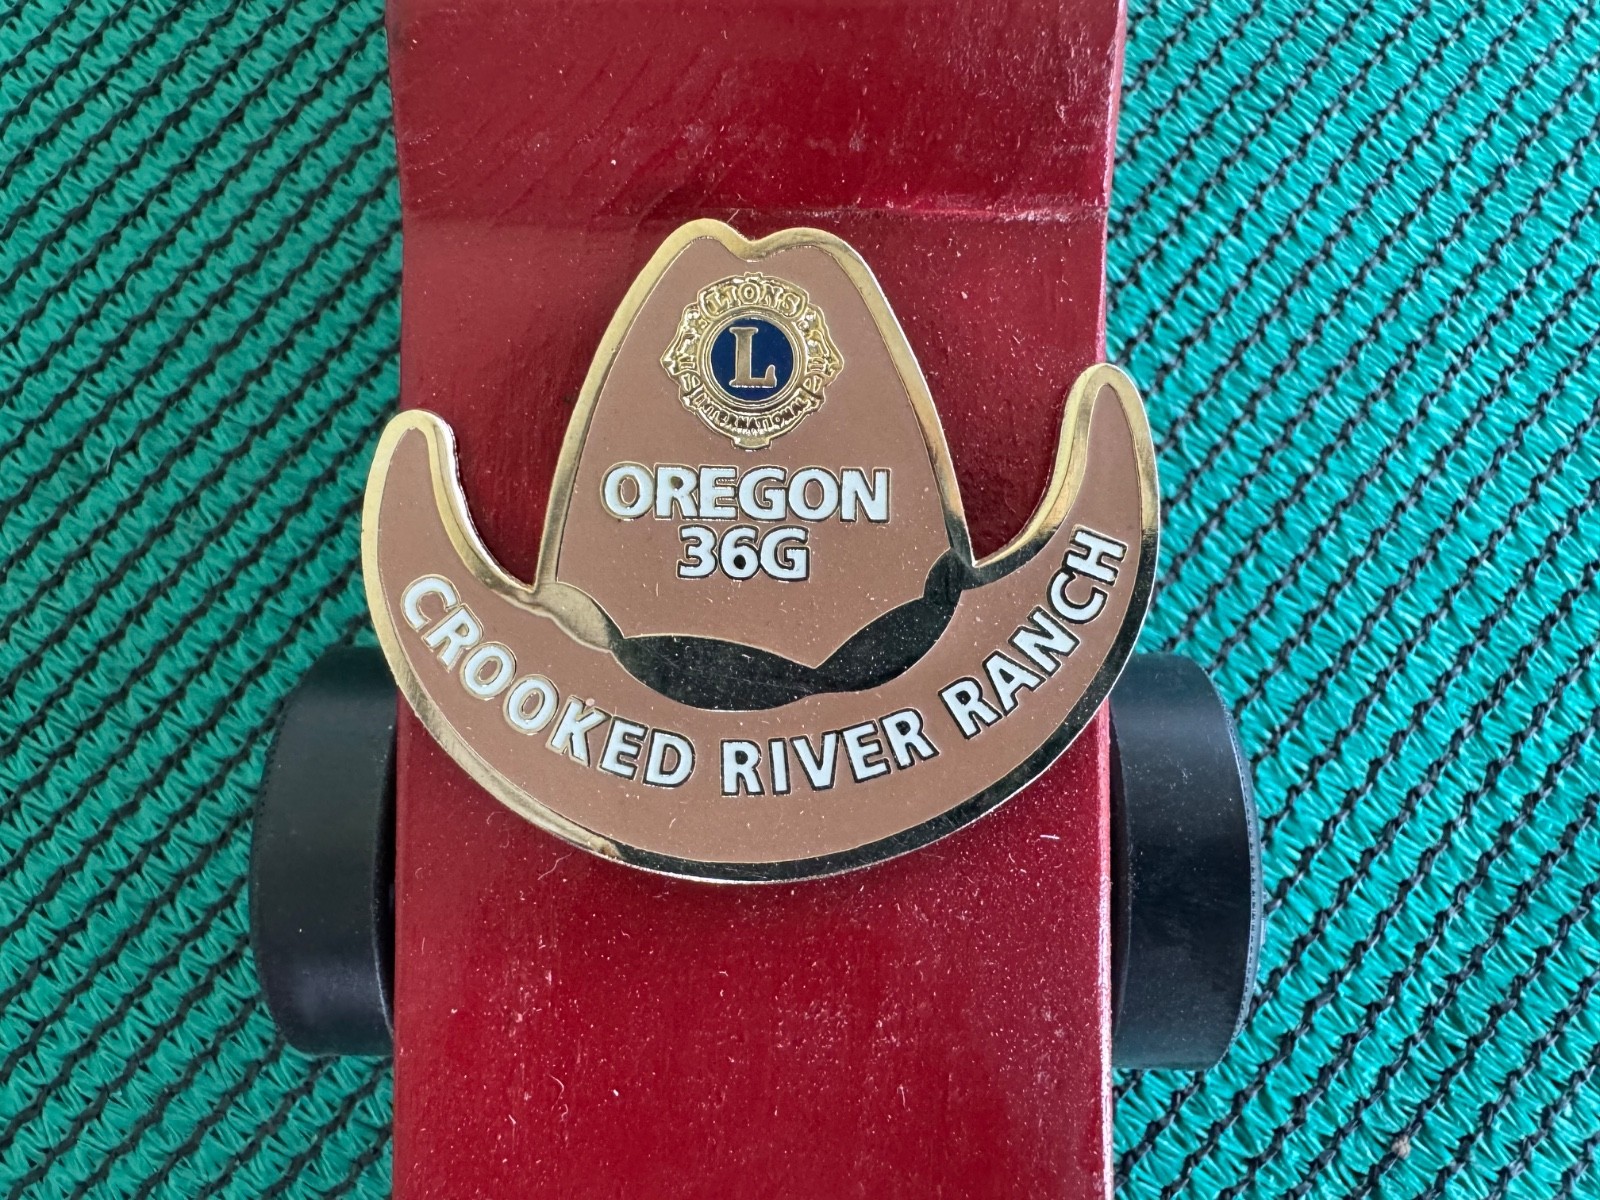 LIONS
L
INTERNATIONAL
OREGON
36G
CROOKED RIVER RANCH